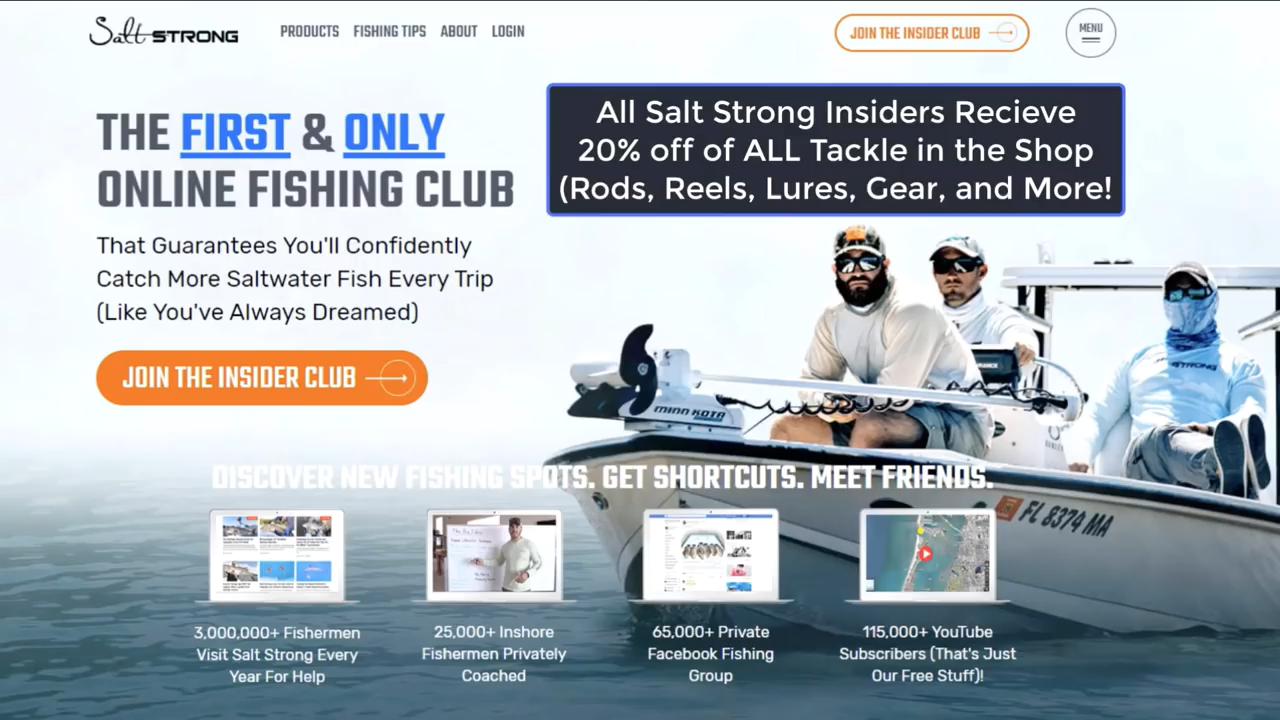 Salt STRONG
PRODUCTS FISHING TIPS ABOUT LOGIN
JOIN THE INSIDER CLUB
MENU
All Salt Strong Insiders Recieve
20% off of ALL Tackle in the Shop
(Rods, Reels, Lures, Gear, and More!
THE FIRST & ONLY
ONLINE FISHING CLUB
That Guarantees You'll Confidently
Catch More Saltwater Fish Every Trip
(Like You've Always Dreamed)
JOIN THE INSIDER CLUB
MINN KOTA
STRONG
DISCOVER NEW FISHING SPOTS. GET SHORTCUTS. MEET FRIENDS.
FL 8374 MA
3,000,000+ Fishermen
Visit Salt Strong Every
Year For Help
25,000+ Inshore
Fishermen Privately
Coached
65,000+ Private
Facebook Fishing
Group
115,000+ YouTube
Subscribers (That's Just
Our Free Stuff)!